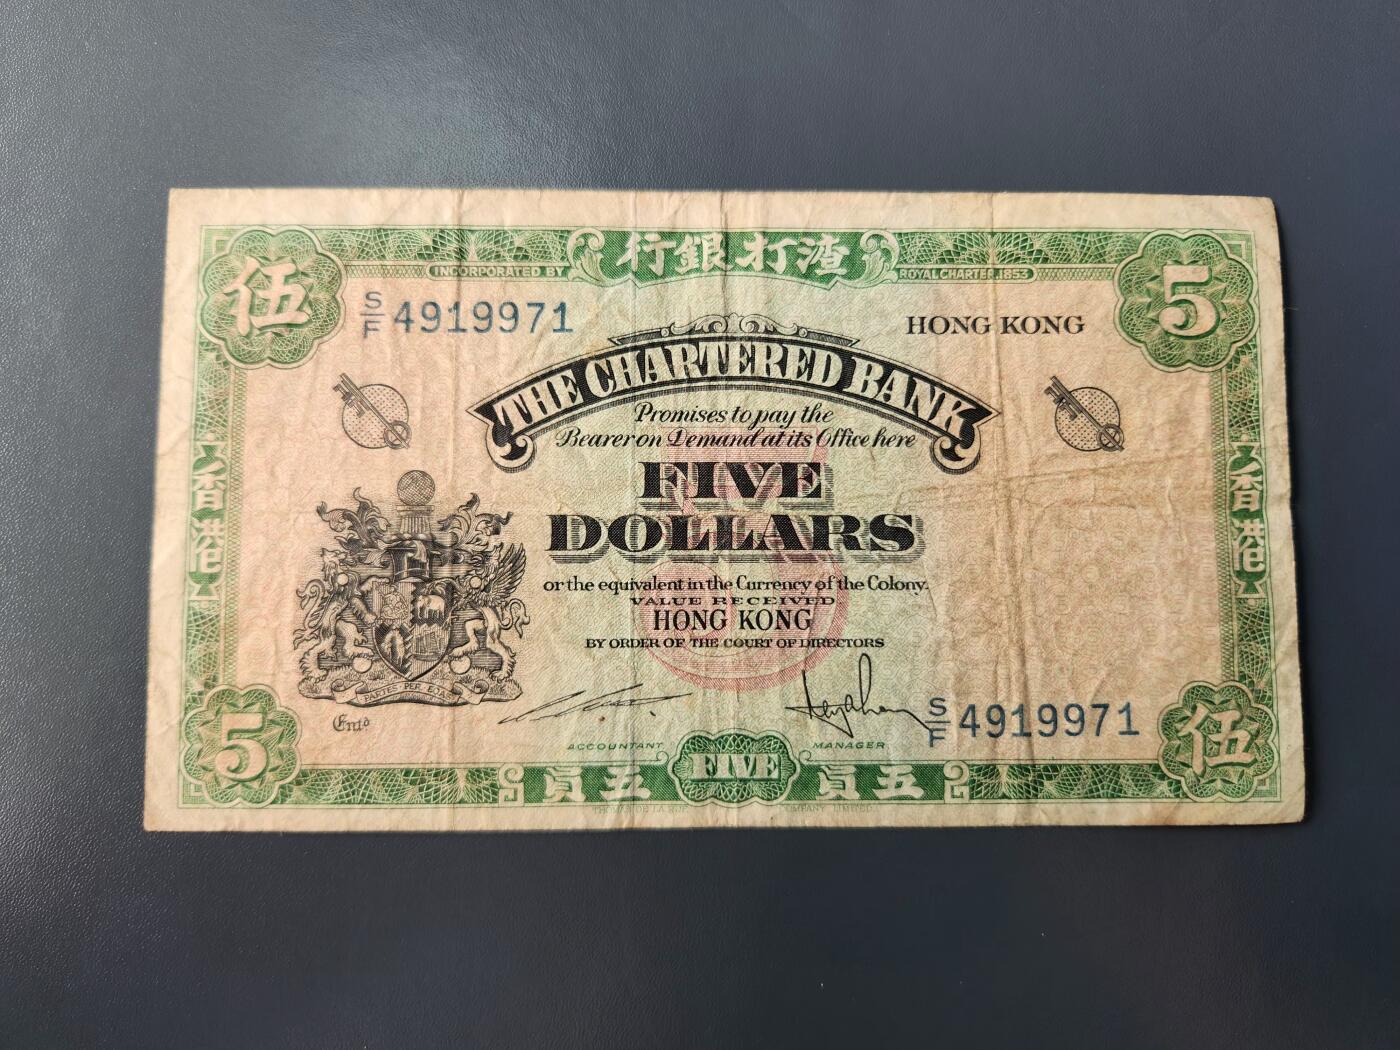 伍
INCORPORATED BY
行銀打渣
ROYAL CHARTER 1853
5
S/F 4919971
HONG KONG
THE CHARTERED BANK
Promises to pay the
Bearer on Demand at its Office here
FIVE
DOLLARS
or the equivalent in the Currency of the Colony.
VALUE RECEIVED
HONG KONG
BY ORDER OF THE COURT OF DIRECTORS
香港
香港
Entd
S/F 4919971
ACCOUNTANT
MANAGER
5
員五
FIVE
員五
伍